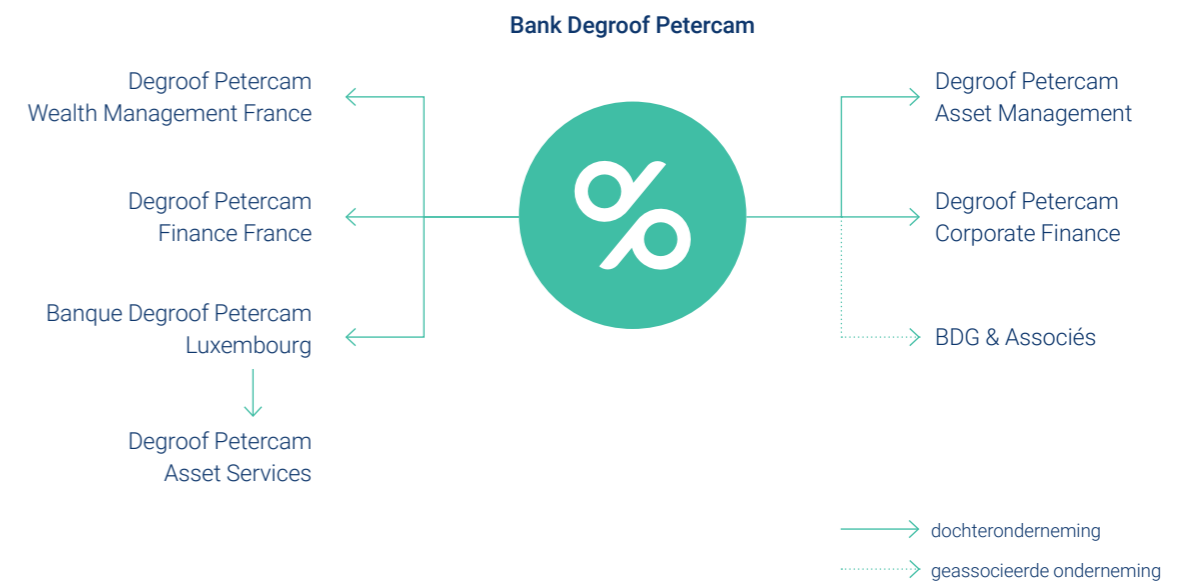 Bank Degroof Petercam
Degroof Petercam
Wealth Management France
Degroof Petercam
Finance France
Banque Degroof Petercam
Luxembourg
Degroof Petercam
Asset Services
Degroof Petercam
Asset Management
Degroof Petercam
Corporate Finance
BDG & Associés
dochteronderneming
geassocieerde onderneming